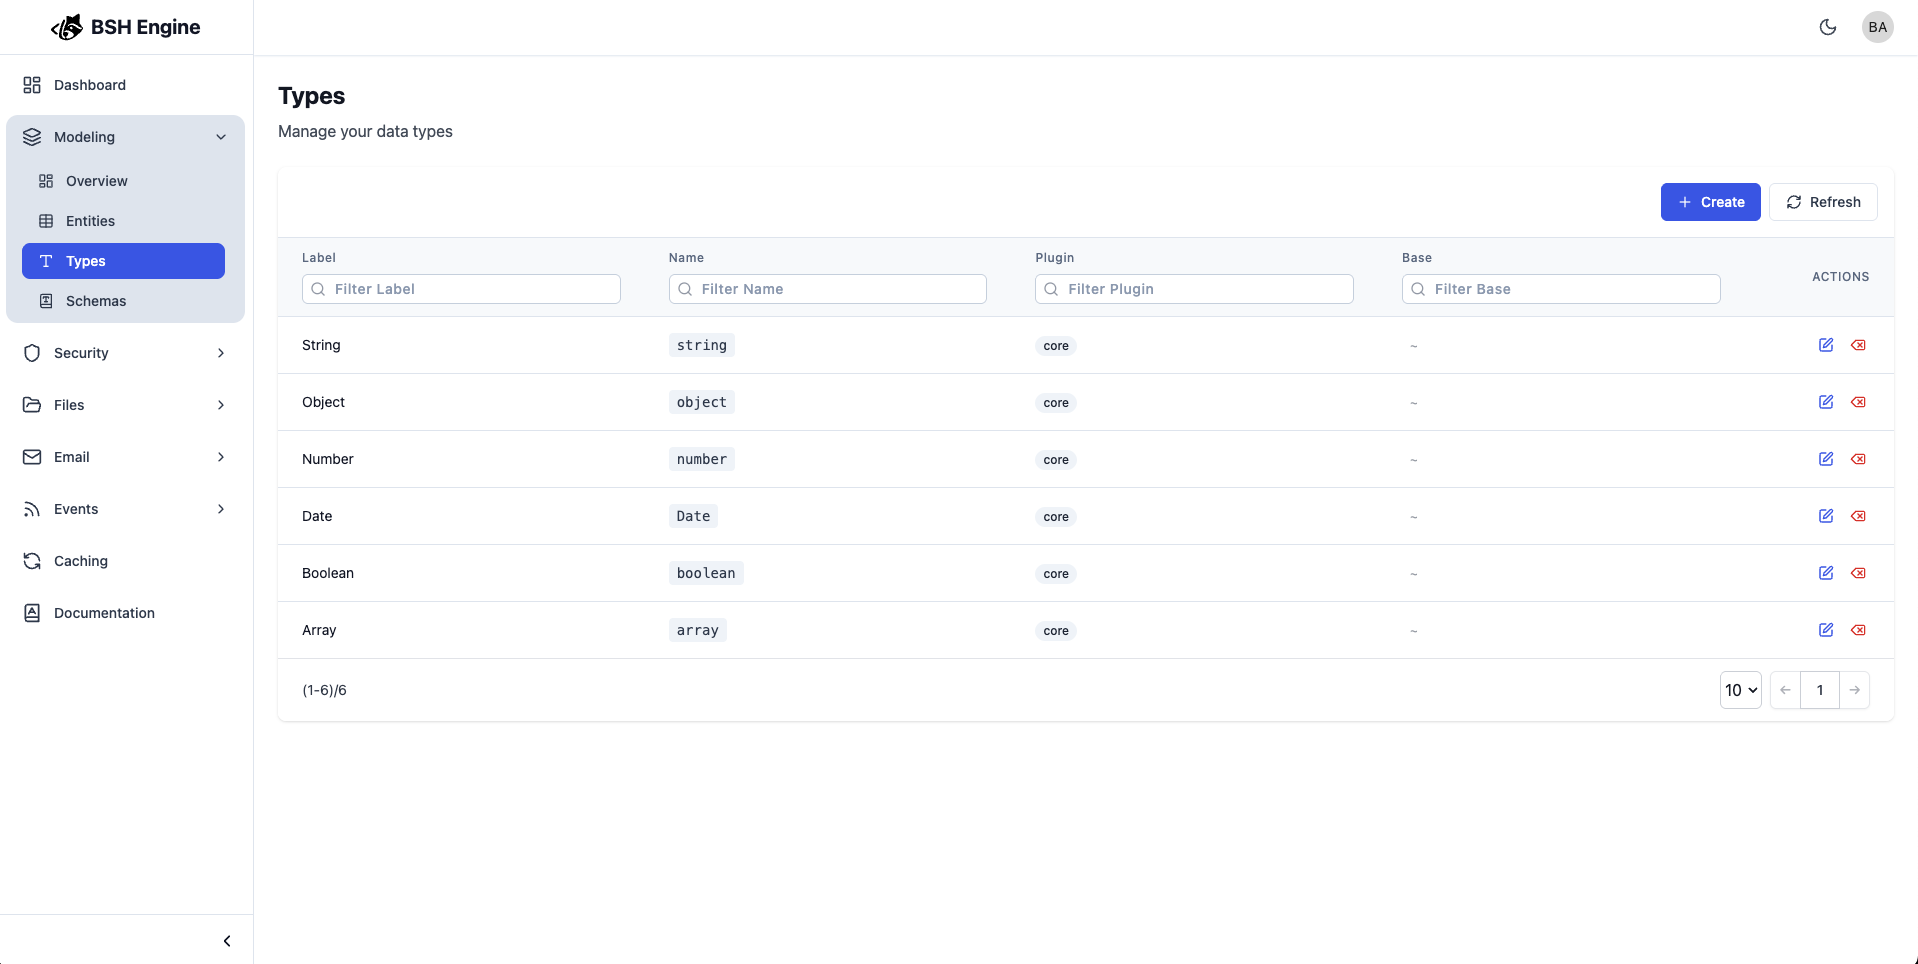 BSH Engine
BA
Dashboard
Modeling
Overview
Entities
Types
Schemas
Security
Files
Email
Events
Caching
Documentation
Types
Manage your data types
Create Refresh
Label Name Plugin Base ACTIONS
Filter Label Filter Name Filter Plugin Filter Base
String string core ~
Object object core ~
Number number core ~
Date Date core ~
Boolean boolean core ~
Array array core ~
(1-6)/6 10 1